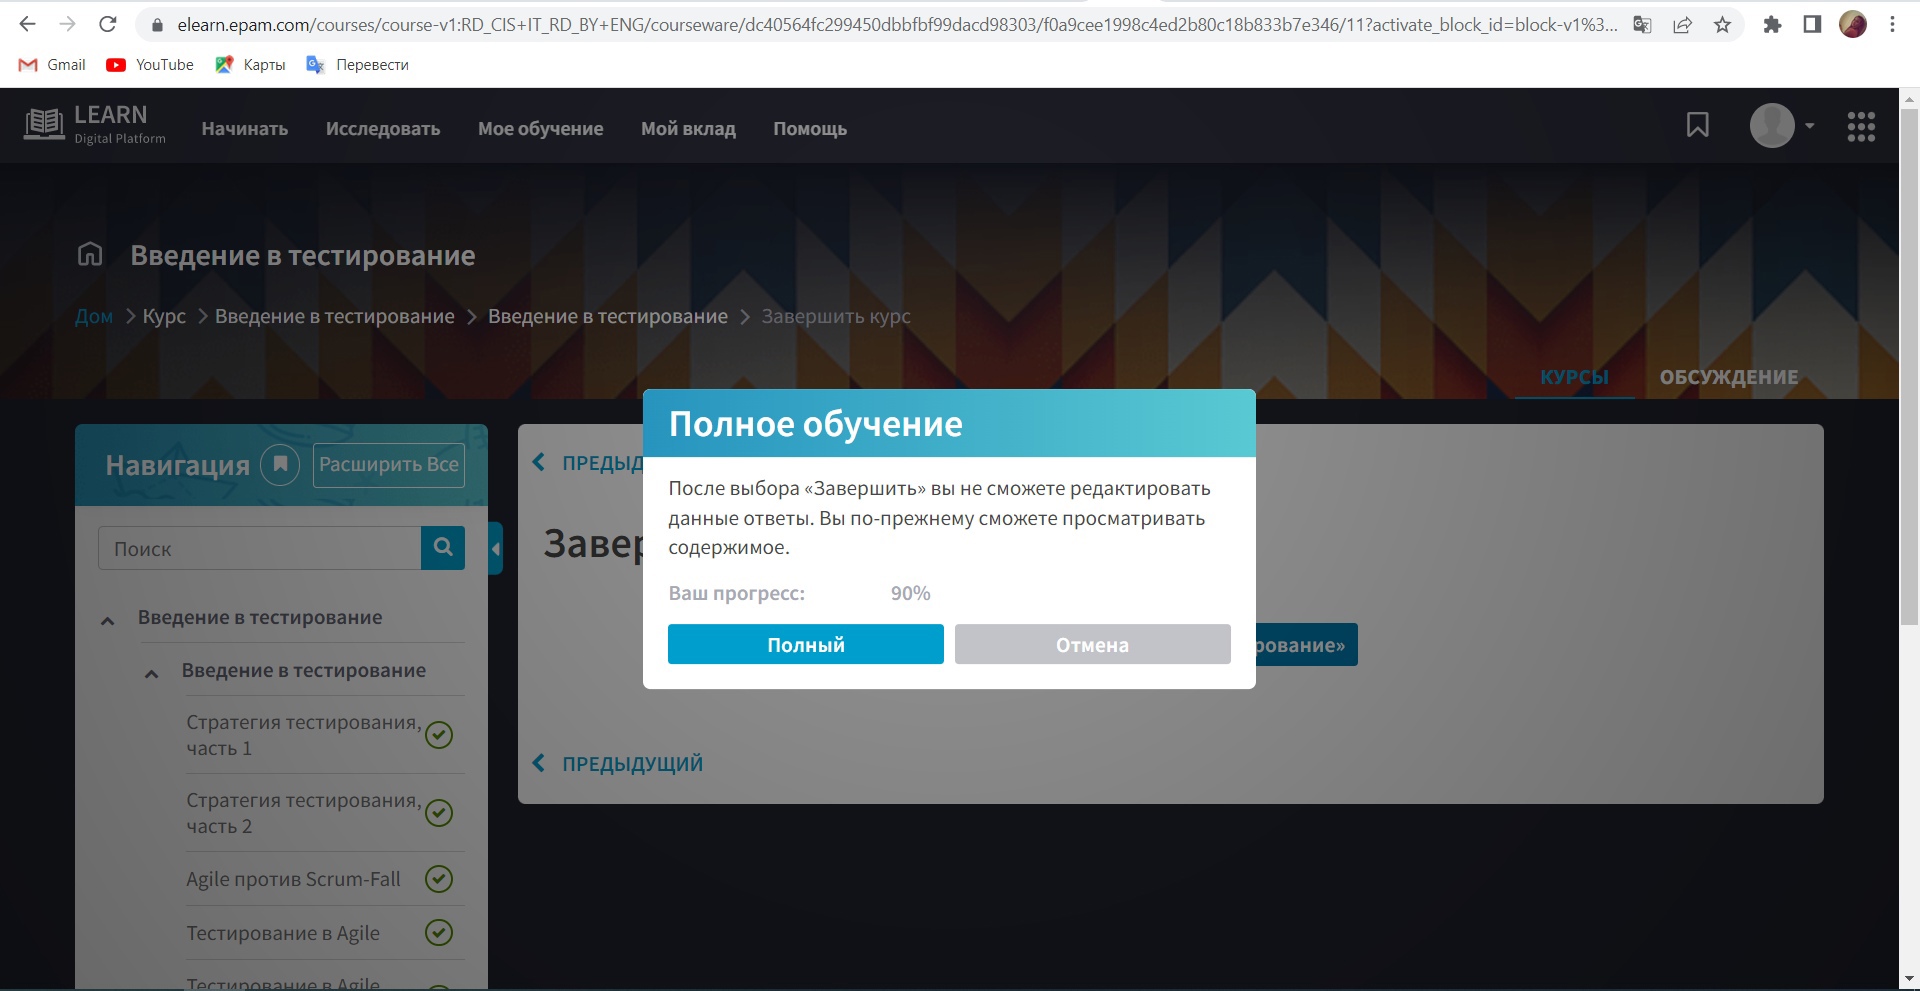 elearn.epam.com/courses/course-v1:RD_CIS+IT_RD_BY+ENG/courseware/dc40564fc299450dbbfbf99dacd98303/f0a9cee1998c4ed2b80c18b833b7e346/11?activate_block_id=block-v1%3...
Gmail YouTube Карты Перевести
LEARN
Digital Platform
Начинать Исследовать Мое обучение Мой вклад Помощь
Введение в тестирование
Дом Курс Введение в тестирование Введение в тестирование Завершить курс
КУРСЫ ОБСУЖДЕНИЕ
Полное обучение
После выбора «Завершить» вы не сможете редактировать
данные ответы. Вы по-прежнему сможете просматривать
содержимое.
Ваш прогресс: 90%
Полный Отмена
Навигация Расширить Все
Поиск
Введение в тестирование
Введение в тестирование
Стратегия тестирования,
часть 1
Стратегия тестирования,
часть 2
Agile против Scrum-Fall
Тестирование в Agile
Тестирование в Agile
ПРЕДЫД
Завер
рование»
ПРЕДЫДУЩИЙ